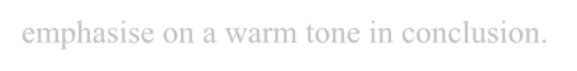 emphasise on a warm tone in conclusion.